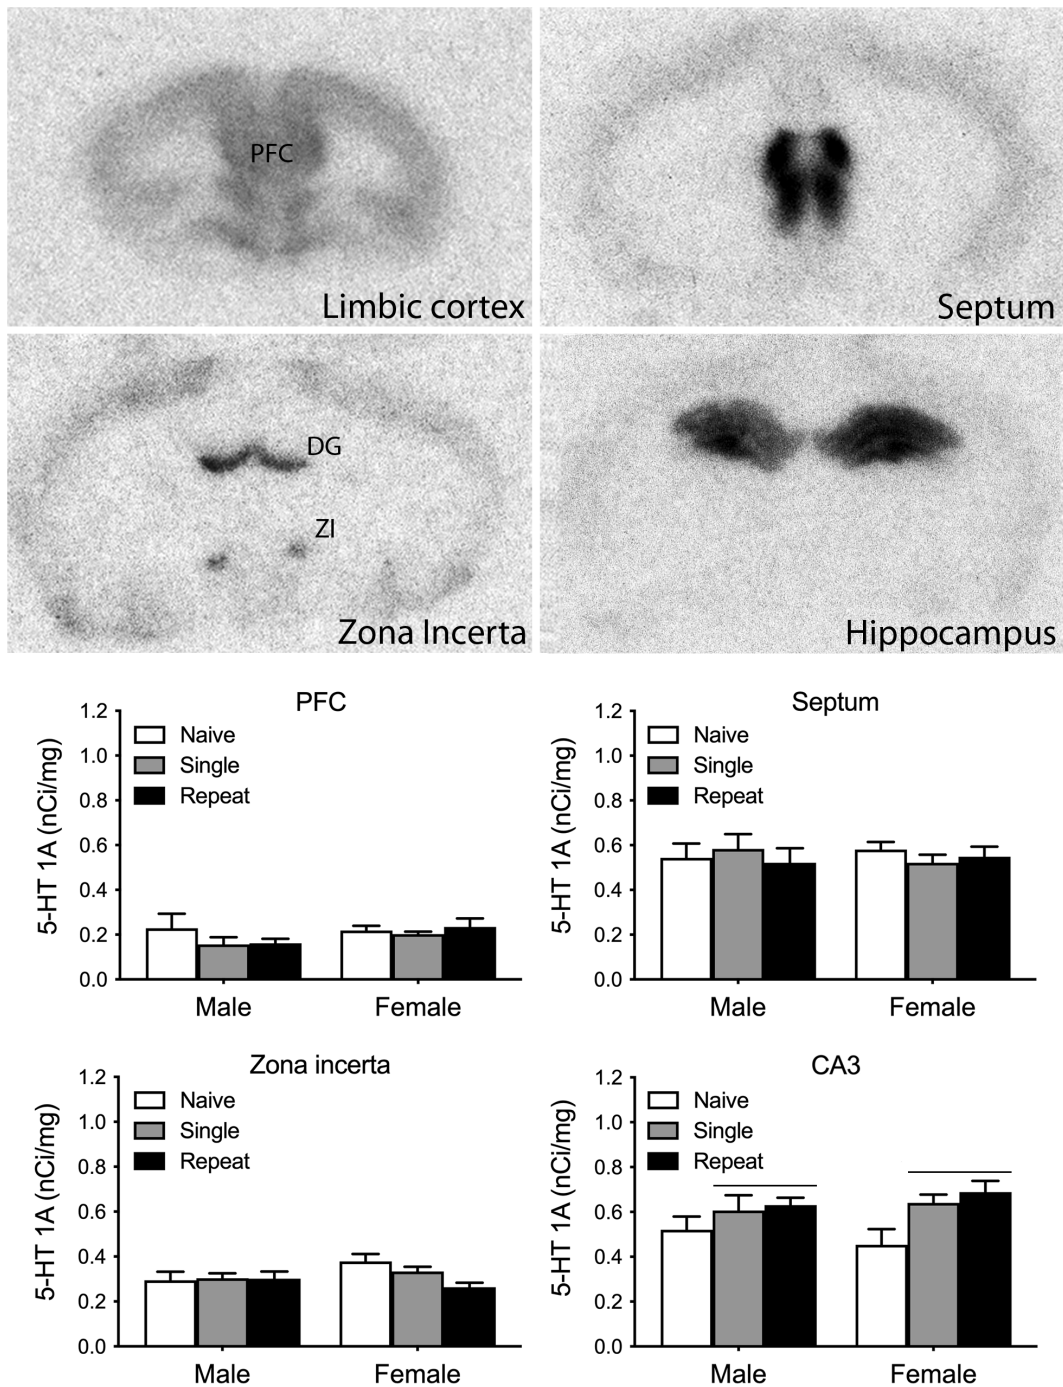 PFC
Limbic cortex
Septum
DG
ZI
Zona Incerta
Hippocampus
PFC
1.2
1.0
0.8
0.6
0.4
0.2
0.0
5-HT 1A (nCi/mg)
Naive
Single
Repeat
Male
Female
Septum
1.2
1.0
0.8
0.6
0.4
0.2
0.0
5-HT 1A (nCi/mg)
Naive
Single
Repeat
Male
Female
Zona incerta
1.2
1.0
0.8
0.6
0.4
0.2
0.0
5-HT 1A (nCi/mg)
Naive
Single
Repeat
Male
Female
CA3
1.2
1.0
0.8
0.6
0.4
0.2
0.0
5-HT 1A (nCi/mg)
Naive
Single
Repeat
Male
Female